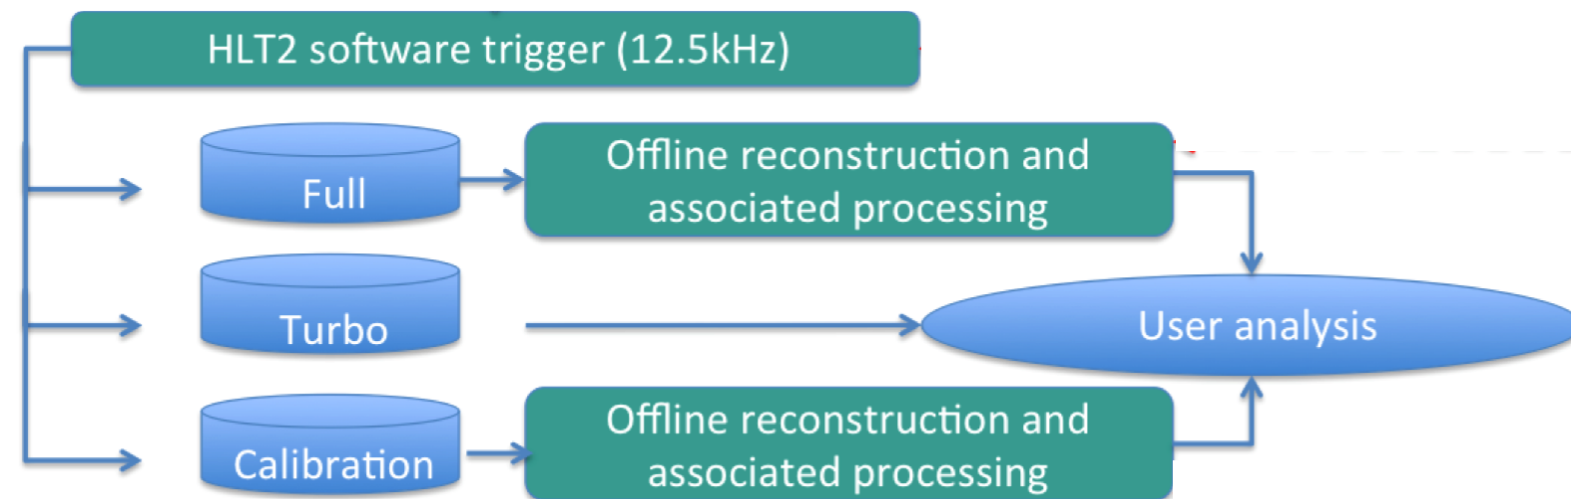 HLT2 software trigger (12.5kHz)
Full
Offline reconstruction and
associated processing
Turbo
User analysis
Calibration
Offline reconstruction and
associated processing